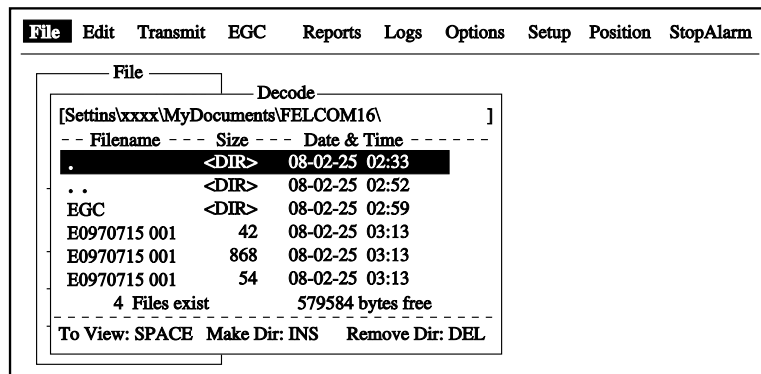 File Edit Transmit EGC Reports Logs Options Setup Position StopAlarm
File
Decode
[Settins\xxxx\MyDocuments\FELCOM16\ ]
-- Filename --- Size --- Date & Time ------
. <DIR> 08-02-25 02:33
. . <DIR> 08-02-25 02:52
EGC <DIR> 08-02-25 02:59
E0970715 001 42 08-02-25 03:13
E0970715 001 868 08-02-25 03:13
E0970715 001 54 08-02-25 03:13
4 Files exist 579584 bytes free
To View: SPACE Make Dir: INS Remove Dir: DEL